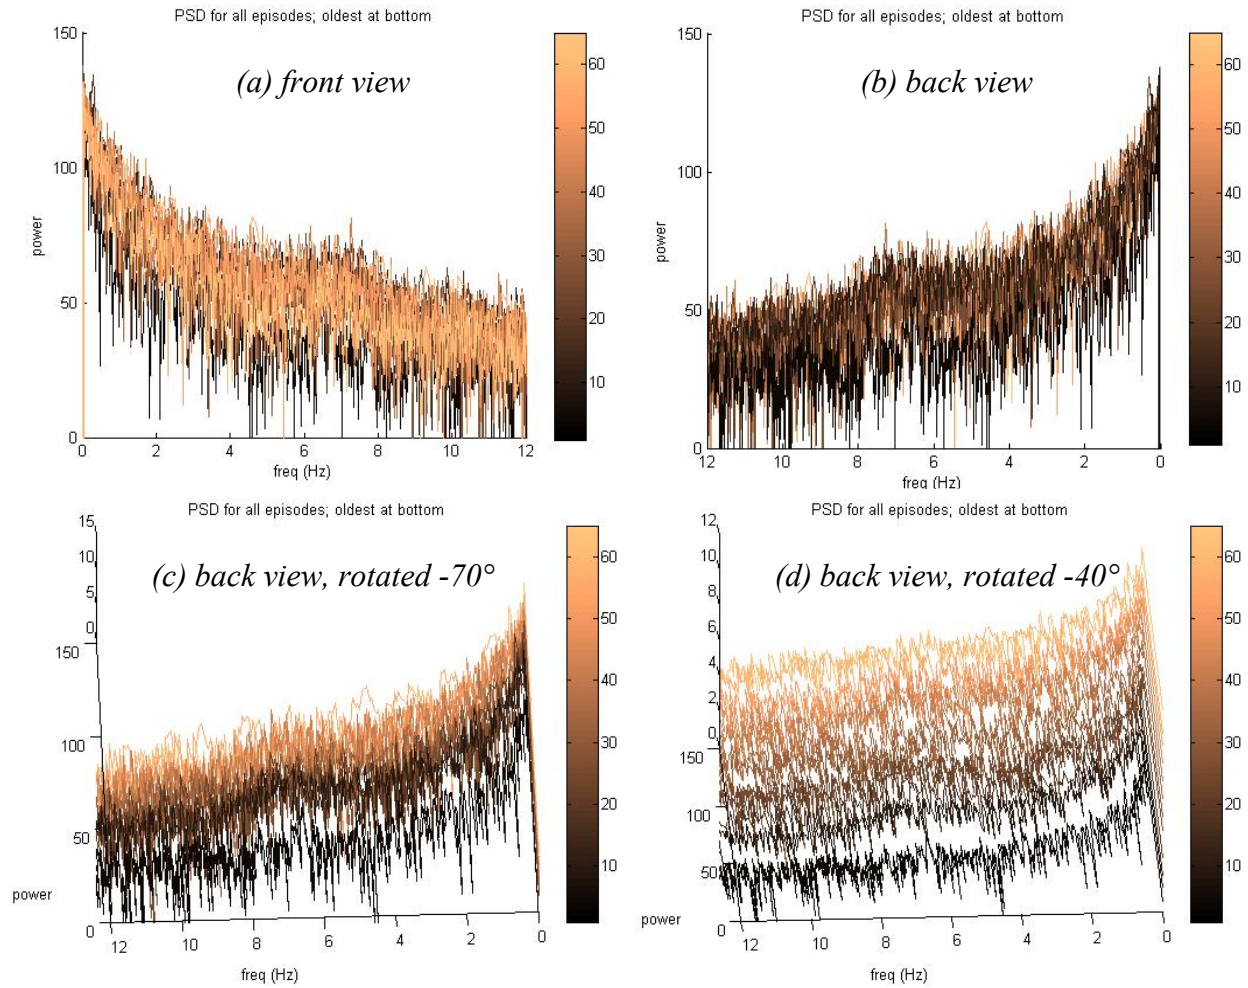 PSD for all episodes; oldest at bottom
(a) front view
power
150
100
50
0
0 2 4 6 8 10 12
freq (Hz)
60
50
40
30
20
10
PSD for all episodes; oldest at bottom
(b) back view
power
150
100
50
0
12 10 8 6 4 2 0
freq (Hz)
60
50
40
30
20
10
PSD for all episodes; oldest at bottom
(c) back view, rotated -70°
15
10
5
0
150
100
50
0
power
12 10 8 6 4 2 0
freq (Hz)
60
50
40
30
20
10
PSD for all episodes; oldest at bottom
(d) back view, rotated -40°
12
10
8
6
4
2
0
150
100
50
0
power
12 10 8 6 4 2 0
freq (Hz)
60
50
40
30
20
10